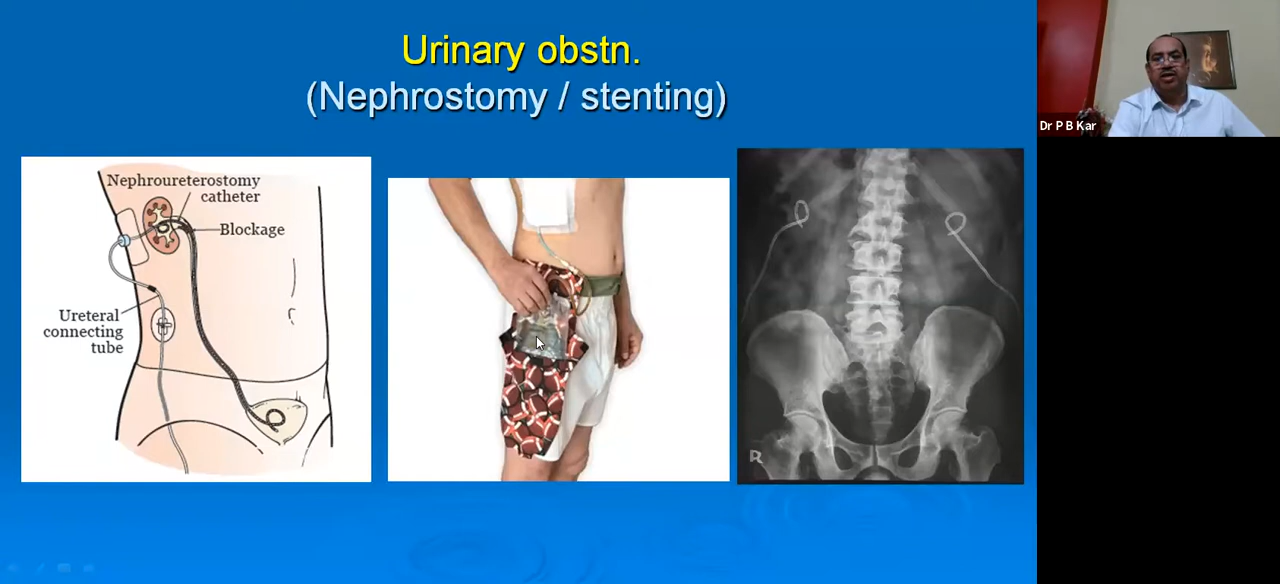 Urinary obstn.
(Nephrostomy / stenting)
Nephroureterostomy
catheter
Blockage
Ureteral
connecting
tube
R
Dr P B Kar